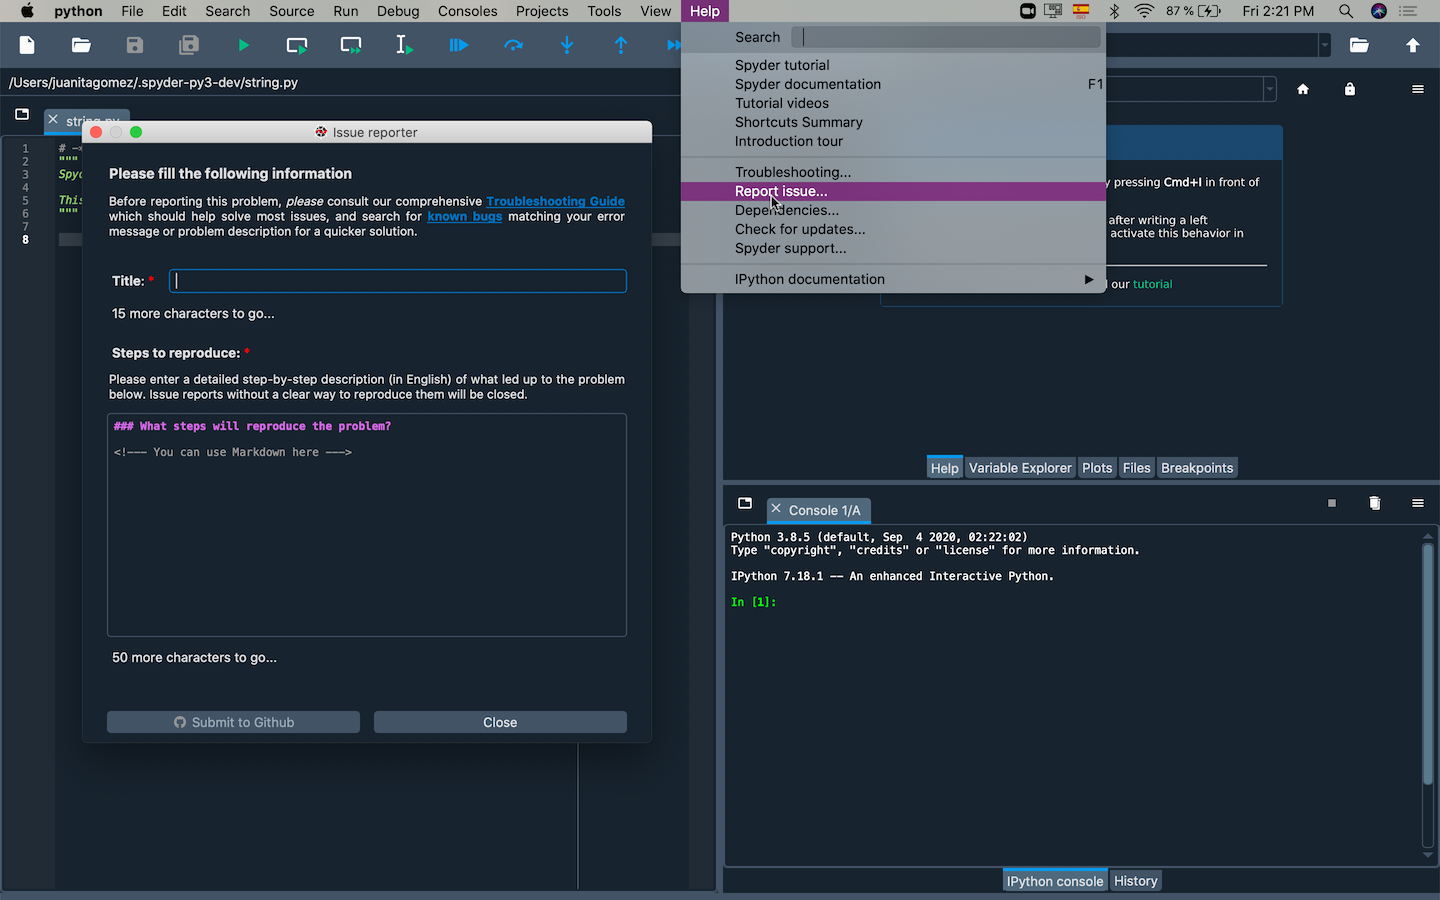 python File Edit Search Source Run Debug Consoles Projects Tools View Help
87 % Fri 2:21 PM
/Users/juanitagomez/.spyder-py3-dev/string.py
string.py
1 # -*
2 """
3 Spyd
4
5 This
6 """
7
8
Issue reporter
Please fill the following information
Before reporting this problem, please consult our comprehensive Troubleshooting Guide
which should help solve most issues, and search for known bugs matching your error
message or problem description for a quicker solution.
Title: *
15 more characters to go...
Steps to reproduce: *
Please enter a detailed step-by-step description (in English) of what led up to the problem
below. Issue reports without a clear way to reproduce them will be closed.
### What steps will reproduce the problem?
<!--- You can use Markdown here --->
50 more characters to go...
Submit to Github
Close
Search
Spyder tutorial
Spyder documentation F1
Tutorial videos
Shortcuts Summary
Introduction tour
Troubleshooting...
Report issue...
Dependencies...
Check for updates...
Spyder support...
IPython documentation
y pressing Cmd+I in front of
after writing a left
activate this behavior in
our tutorial
Help Variable Explorer Plots Files Breakpoints
Console 1/A
Python 3.8.5 (default, Sep  4 2020, 02:22:02)
Type "copyright", "credits" or "license" for more information.
IPython 7.18.1 -- An enhanced Interactive Python.
In [1]:
IPython console History